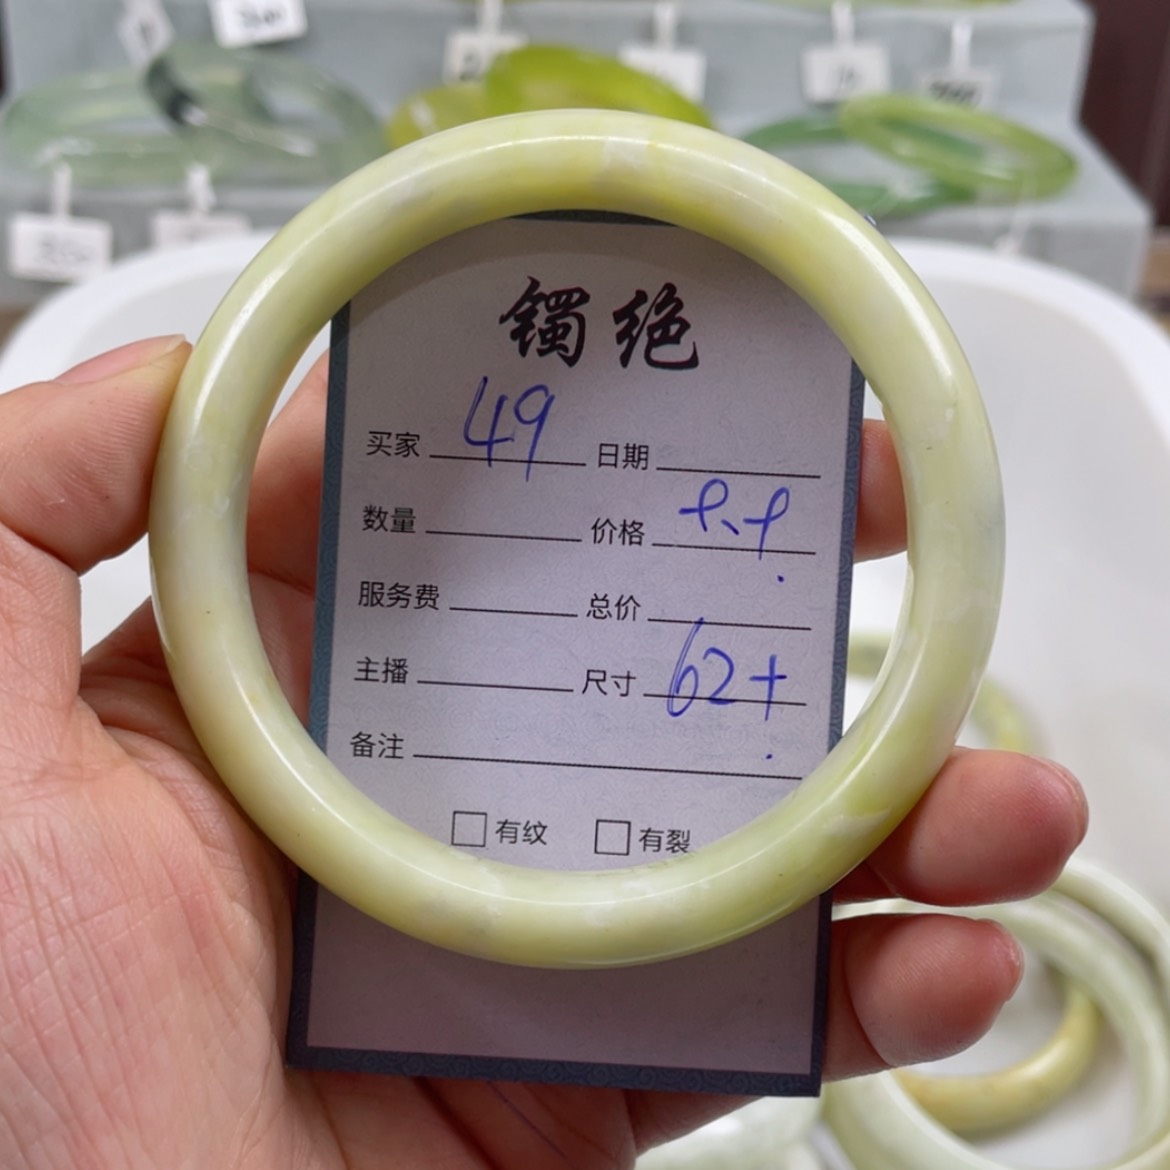 镯绝
买家 49 日期
数量 价格
服务费 总价
主播 尺寸 62+
备注
有纹 有裂